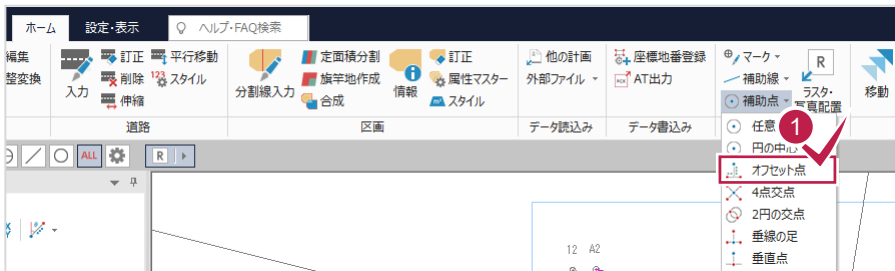 ホーム 設定・表示 ヘルプ・FAQ検索
編集 訂正 平行移動 定面積分割 訂正 他の計画 座標地番登録 マーク R
整変換 入力 削除 123 スタイル 分割線入力 旗竿地作成 情報 属性マスター 外部ファイル AT出力 補助線 ラスタ・ 移動
伸縮 合成 スタイル 補助点 写真配置
道路 区画 データ読込み データ書込み 任意
1
ALL R 円の中心
オフセット点
4点交点
2円の交点
12 A2 垂線の足
垂直点